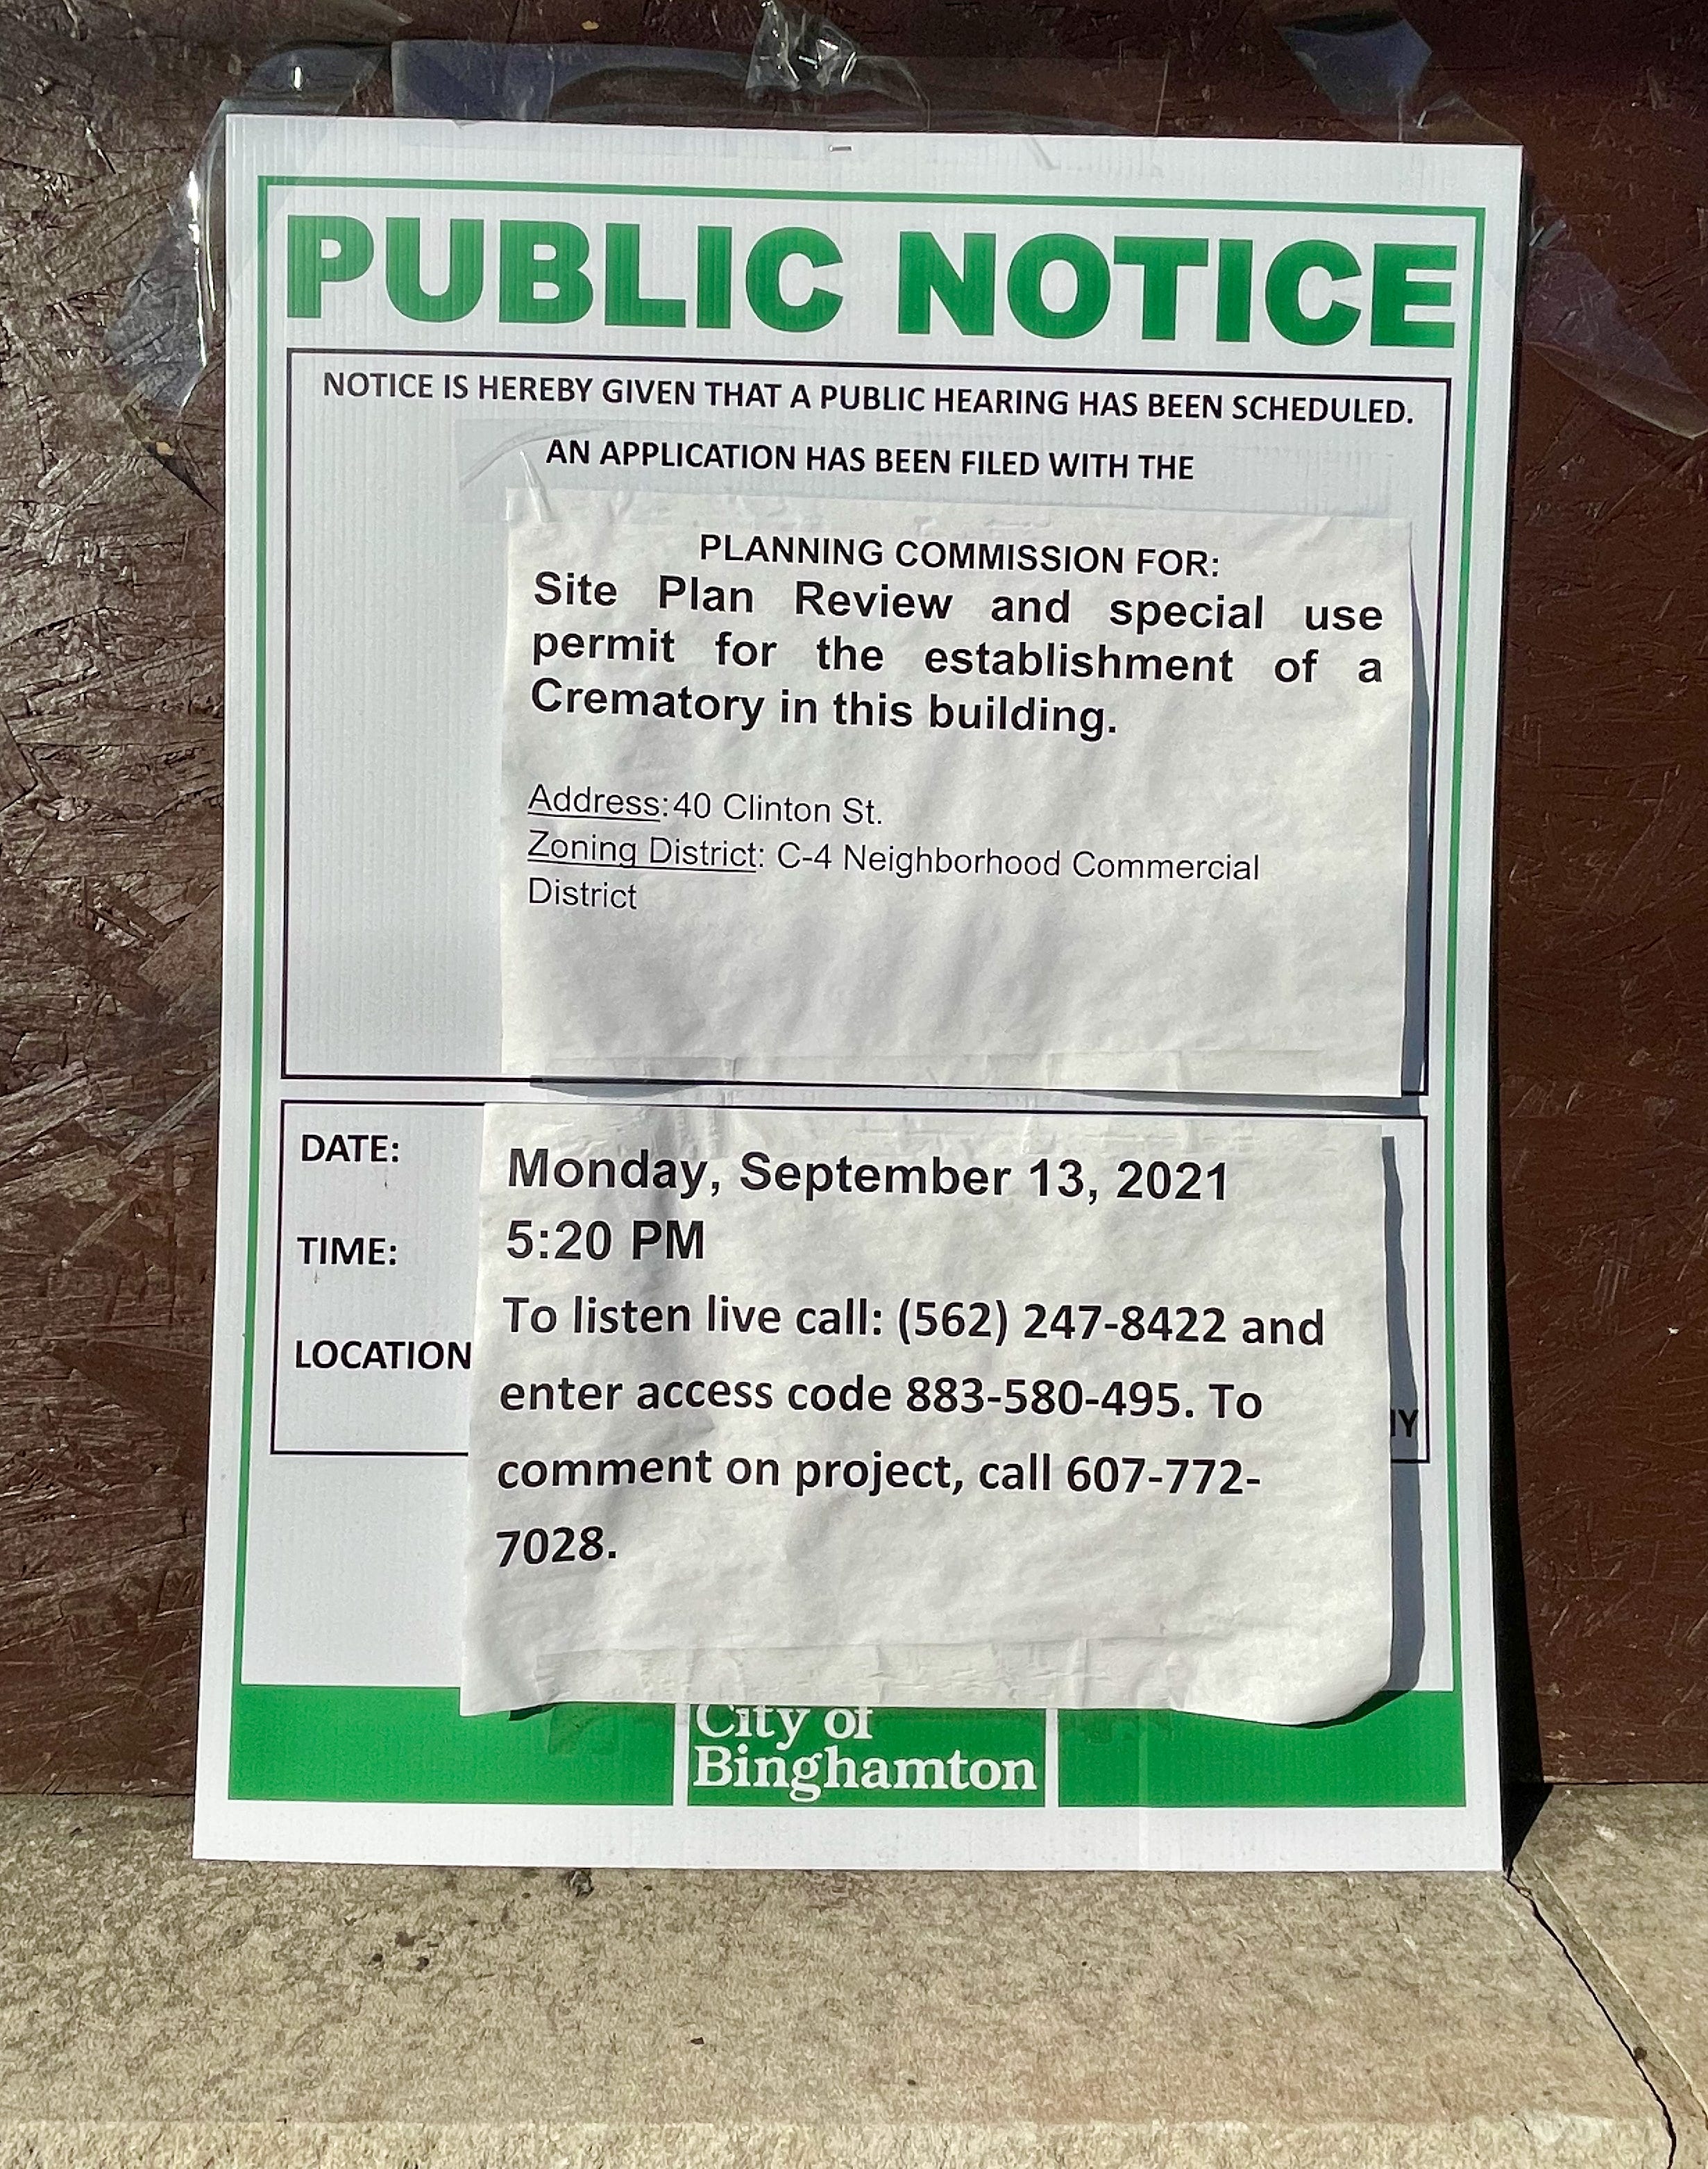 PUBLIC NOTICE
NOTICE IS HEREBY GIVEN THAT A PUBLIC HEARING HAS BEEN SCHEDULED.
AN APPLICATION HAS BEEN FILED WITH THE
PLANNING COMMISSION FOR:
Site Plan Review and special use
permit for the establishment of a
Crematory in this building.
Address: 40 Clinton St.
Zoning District: C-4 Neighborhood Commercial
District
DATE: Monday, September 13, 2021
TIME: 5:20 PM
To listen live call: (562) 247-8422 and
LOCATION
enter access code 883-580-495. To
comment on project, call 607-772-
7028.
City of
Binghamton